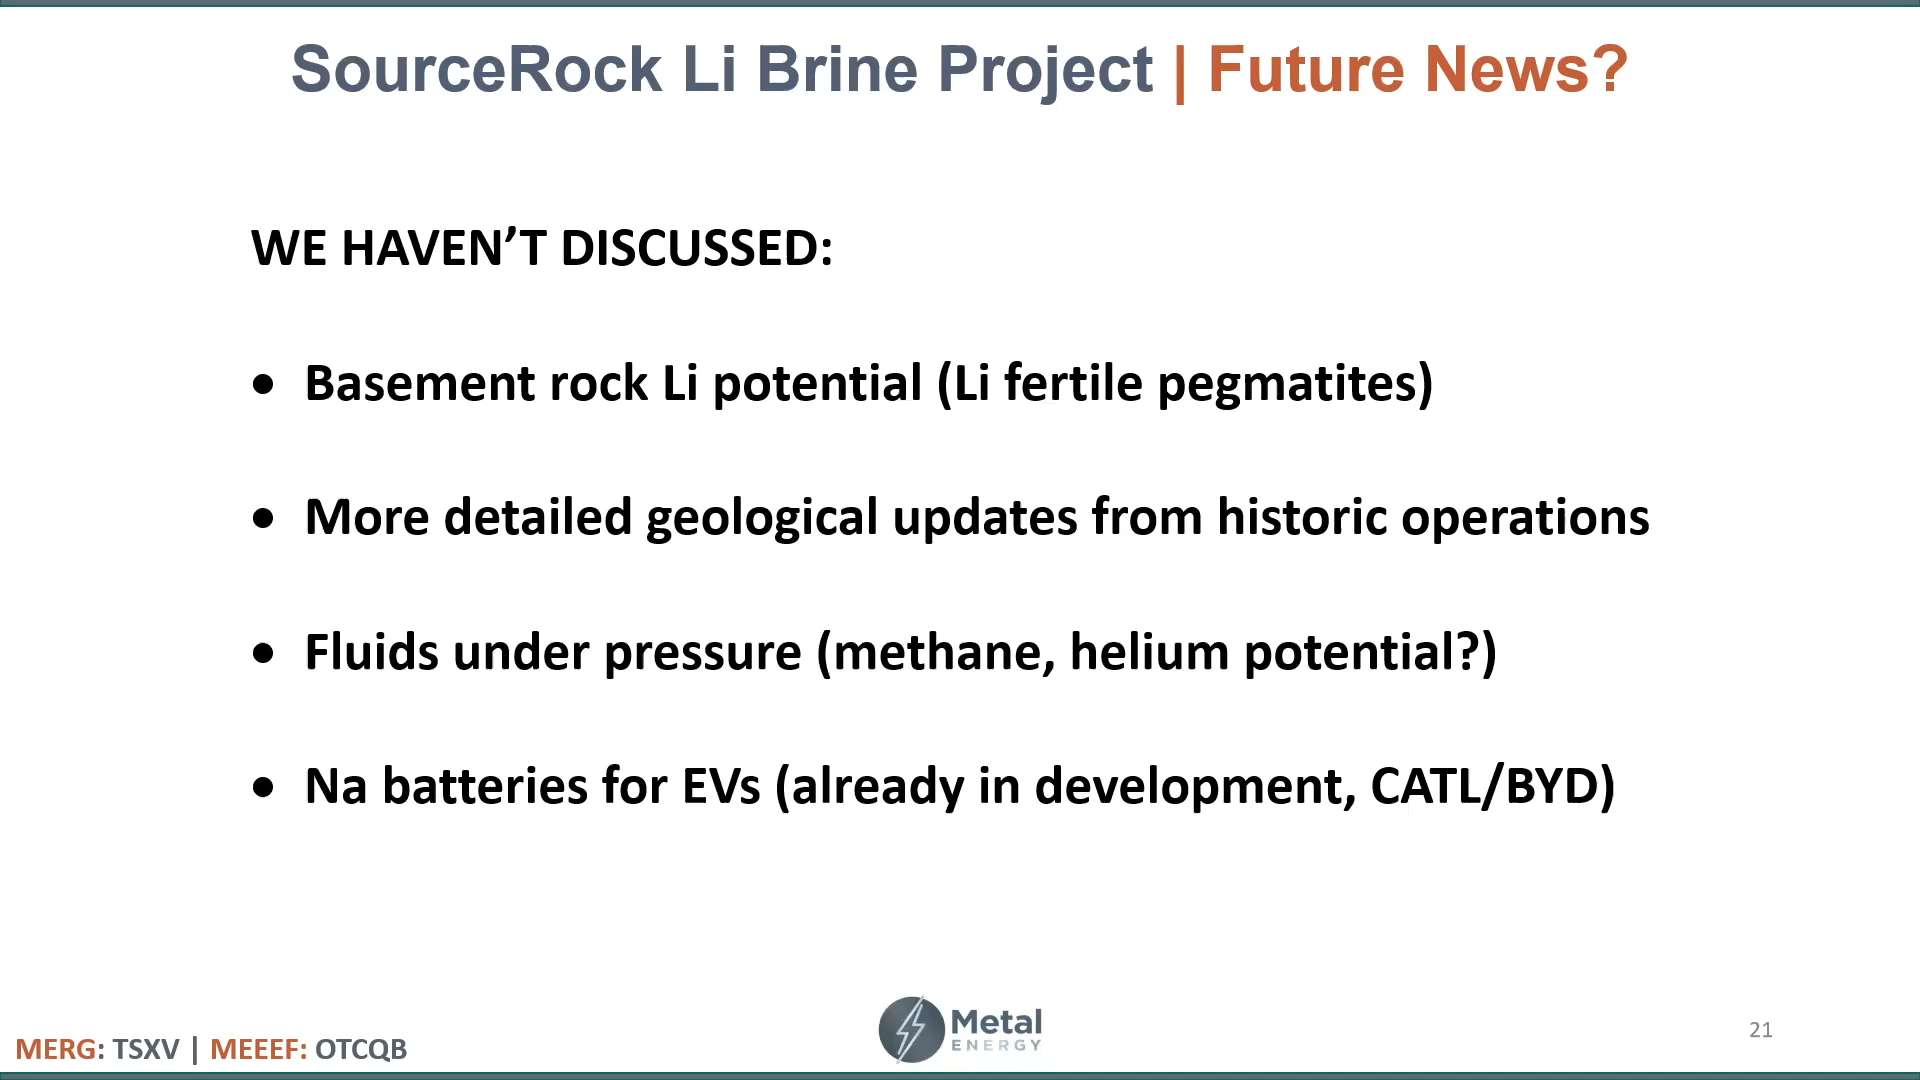 SourceRock Li Brine Project | Future News?
WE HAVEN’T DISCUSSED:
• Basement rock Li potential (Li fertile pegmatites)
• More detailed geological updates from historic operations
• Fluids under pressure (methane, helium potential?)
• Na batteries for EVs (already in development, CATL/BYD)
MERG: TSXV | MEEEF: OTCQB
Metal
ENERGY
21